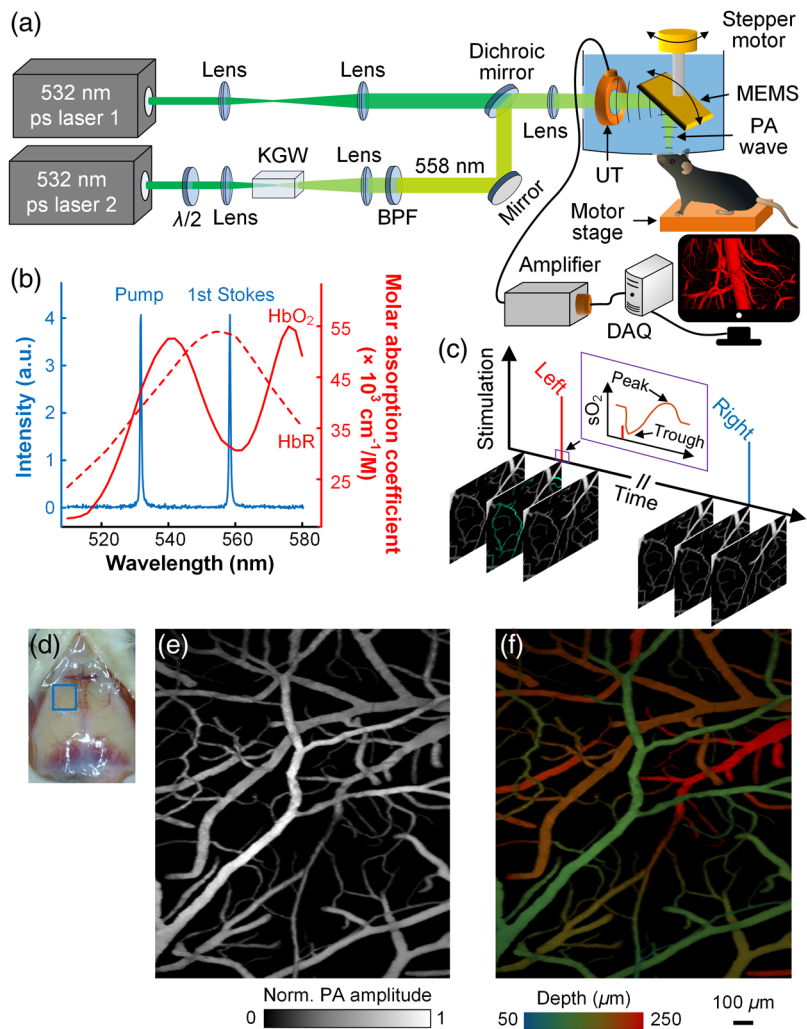 (a)
532 nm
ps laser 1
Lens
Lens
Dichroic
mirror
Lens
UT
Stepper
motor
MEMS
PA
wave
532 nm
ps laser 2
λ/2
Lens
KGW
Lens
BPF
558 nm
Mirror
Motor
stage
Amplifier
DAQ
(b)
Pump
1st Stokes
HbO2
HbR
Intensity (a.u.)
4
3
2
1
0
520
540
560
580
Wavelength (nm)
55
45
35
25
Molar absorption coefficient
(× 10³ cm⁻¹/M)
(c)
Stimulation
Left
Peak
sO2
Trough
Right
Time
(d)
(e)
(f)
Norm. PA amplitude
0 1
Depth (µm)
50 250
100 µm